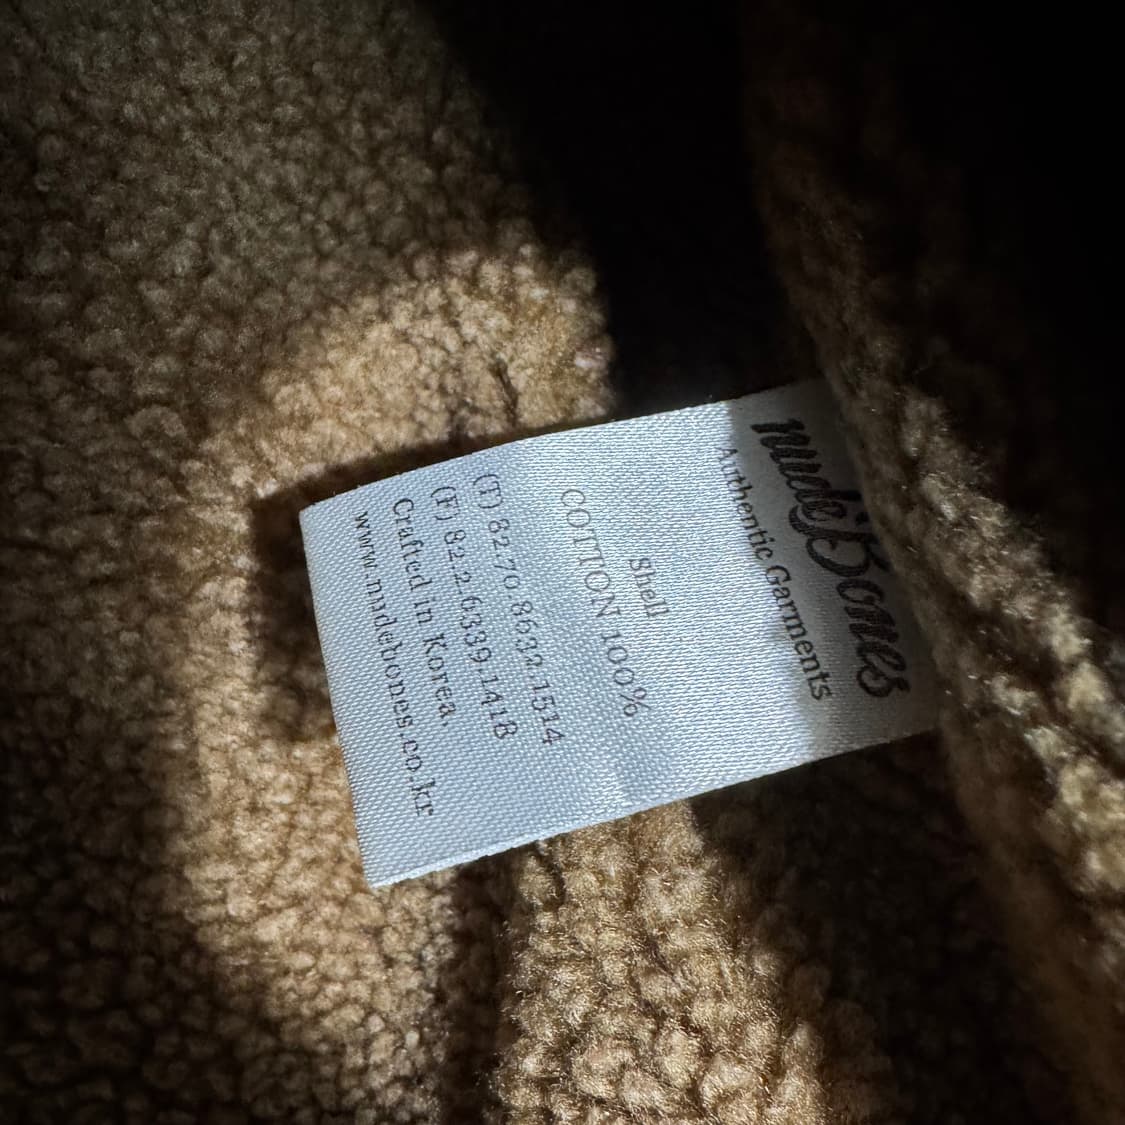 nudeBones
Authentic Garments
Shell
COTTON 100%
(T) 82.70 8632.1514
(F) 82.2.6339.1418
Crafted in Korea
www.nudebones.co.kr